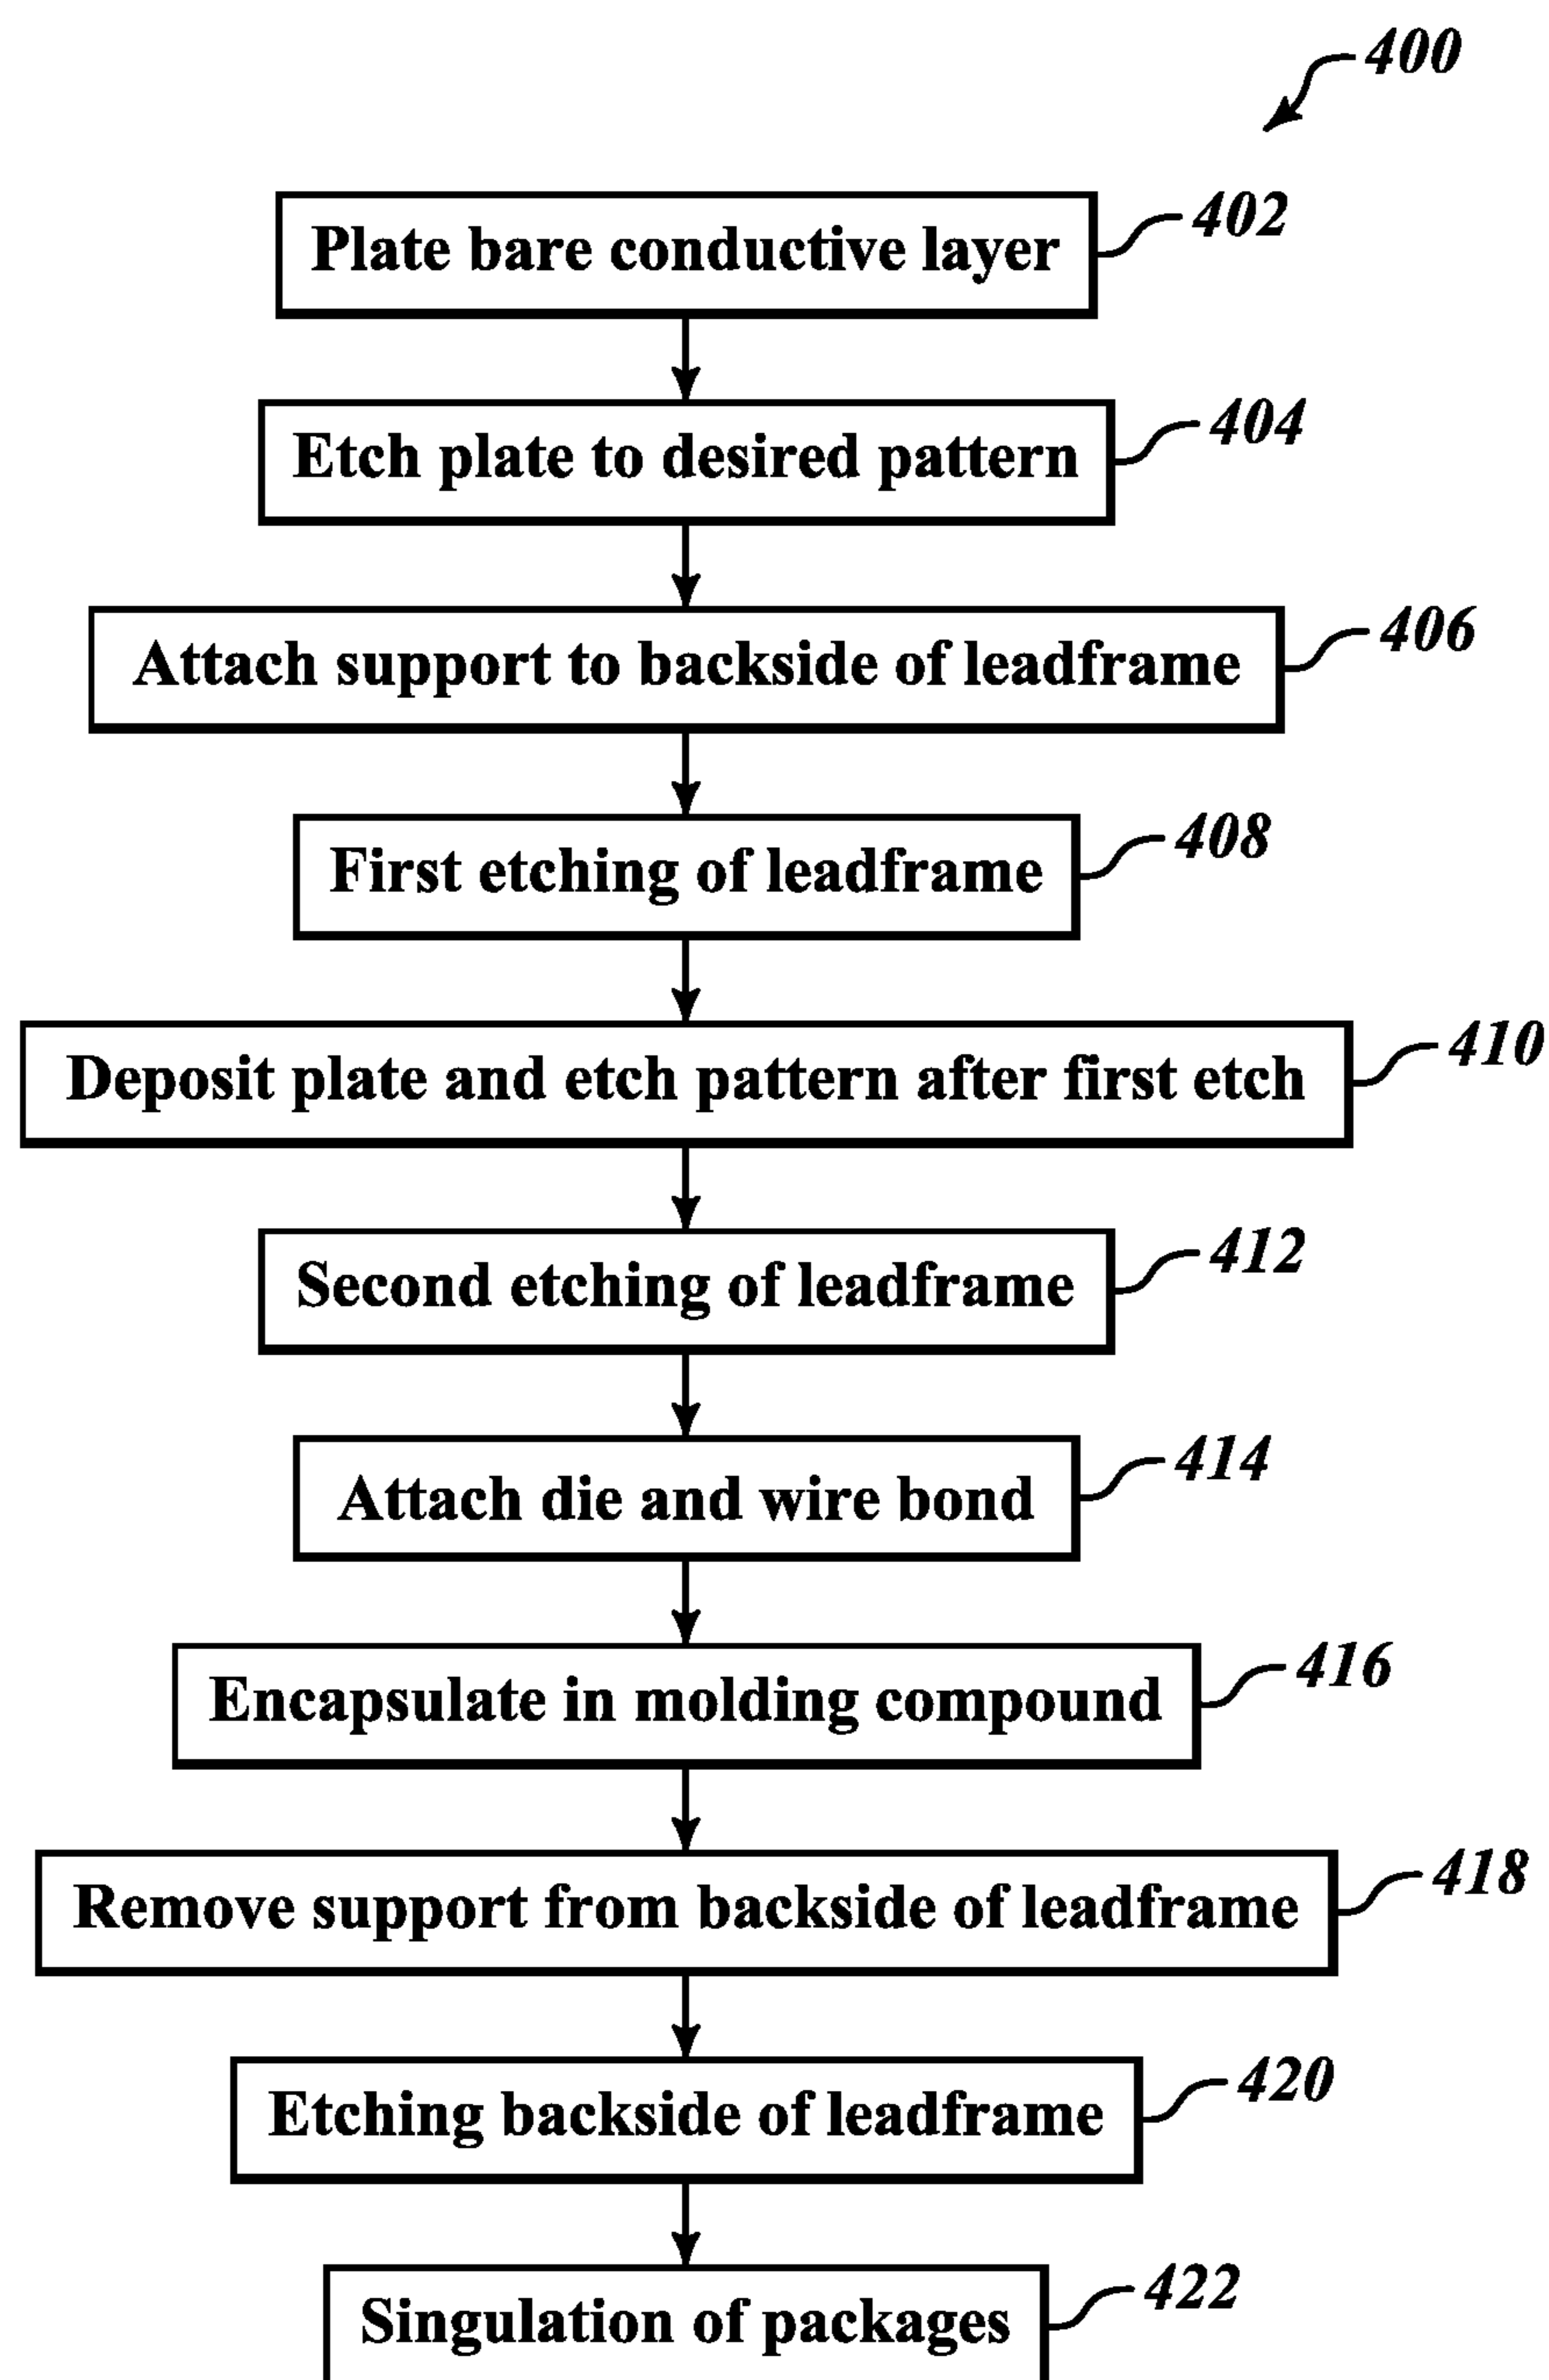 400
Plate bare conductive layer 402
Etch plate to desired pattern 404
Attach support to backside of leadframe 406
First etching of leadframe 408
Deposit plate and etch pattern after first etch 410
Second etching of leadframe 412
Attach die and wire bond 414
Encapsulate in molding compound 416
Remove support from backside of leadframe 418
Etching backside of leadframe 420
Singulation of packages 422